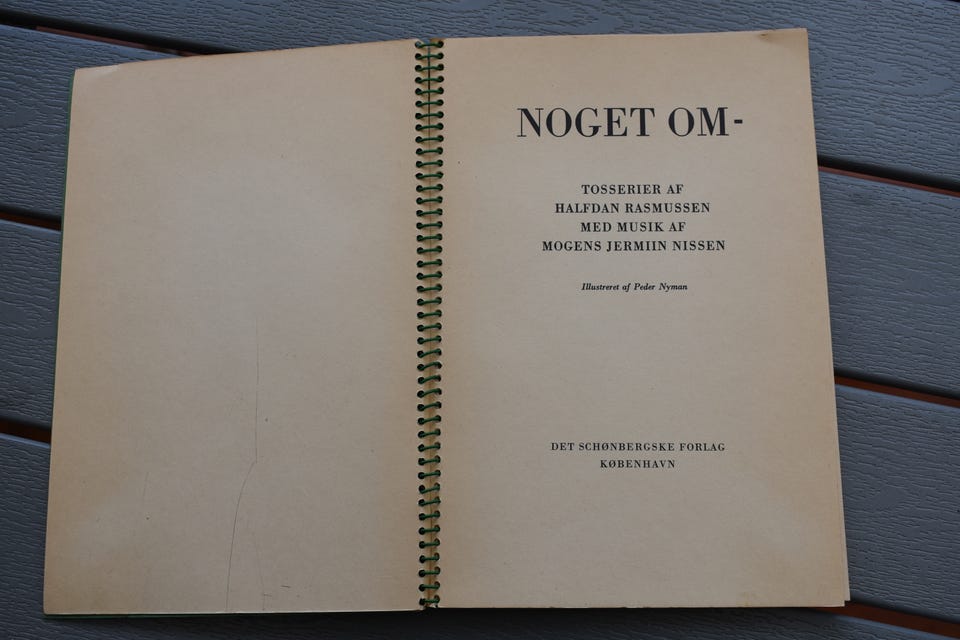 NOGET OM-
TOSSERIER AF
HALFDAN RASMUSSEN
MED MUSIK AF
MOGENS JERMIIN NISSEN
Illustreret af Peder Nyman
DET SCHØNBERGSKE FORLAG
KØBENHAVN